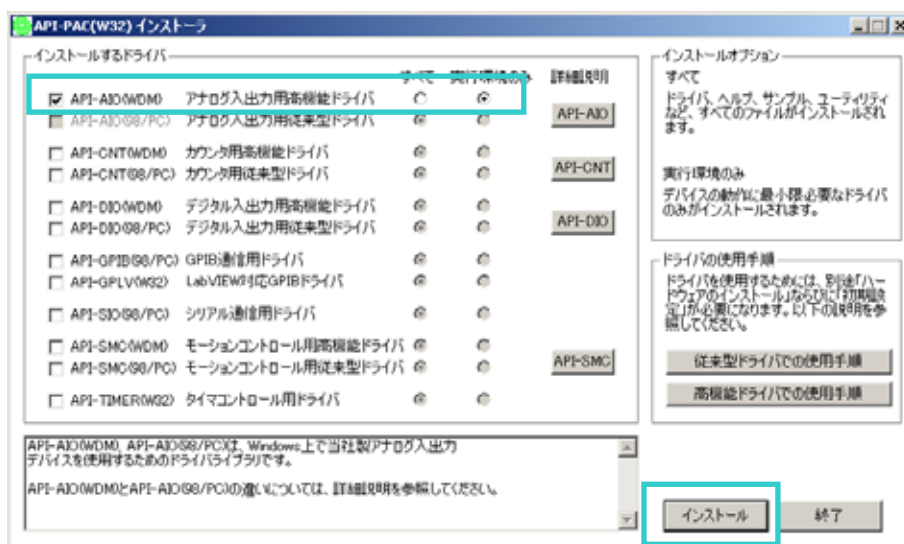 API-PAC(W32) インストーラ
インストールするドライバ
すべて 実行環境のみ 詳細説明
API-AIO(WDM) アナログ入出力用高機能ドライバ
API-AIO(98/PC) アナログ入出力用従来型ドライバ
API-AIO
API-CNT(WDM) カウンタ用高機能ドライバ
API-CNT(98/PC) カウンタ用従来型ドライバ
API-CNT
API-DIO(WDM) デジタル入出力用高機能ドライバ
API-DIO(98/PC) デジタル入出力用従来型ドライバ
API-DIO
API-GPIB(98/PC) GPIB通信用ドライバ
API-GPLV(W32) LabVIEW対応GPIBドライバ
API-SIO(98/PC) シリアル通信用ドライバ
API-SMC(WDM) モーションコントロール用高機能ドライバ
API-SMC(98/PC) モーションコントロール用従来型ドライバ
API-SMC
API-TIMER(W32) タイマコントロール用ドライバ
インストールオプション
すべて
ドライバ、ヘルプ、サンプル、ユーティリティ
など、すべてのファイルがインストールされ
ます。
実行環境のみ
デバイスの動作に最小限必要なドライバ
のみがインストールされます。
ドライバの使用手順
ドライバを使用するためには、別途「ハー
ドウェアのインストール」ならびに「初期設
定」が必要になります。以下の説明を参
照してください。
従来型ドライバでの使用手順
高機能ドライバでの使用手順
API-AIO(WDM), API-AIO(98/PC)は、Windows上で当社製アナログ入出力
デバイスを使用するためのドライバライブラリです。
API-AIO(WDM)とAPI-AIO(98/PC)の違いについては、詳細説明を参照してください。
インストール 終了